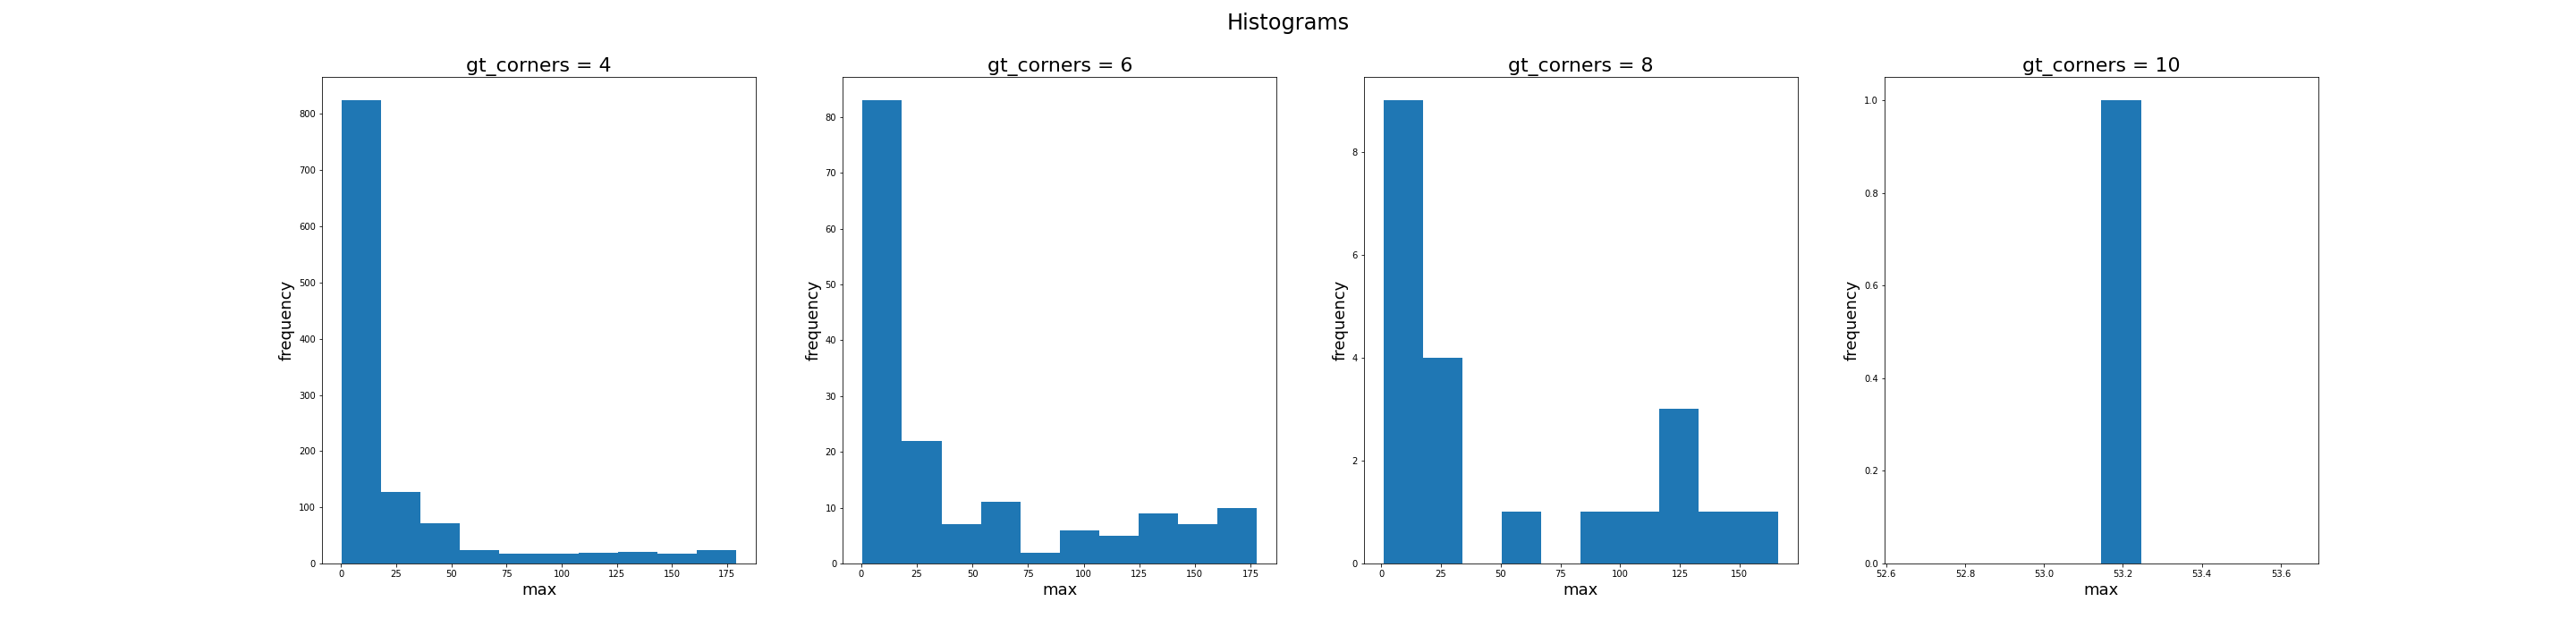 Histograms
gt_corners = 4
gt_corners = 6
gt_corners = 8
gt_corners = 10
frequency
800
700
600
500
400
300
200
100
0
0 25 50 75 100 125 150 175
max
frequency
80
70
60
50
40
30
20
10
0
0 25 50 75 100 125 150 175
max
frequency
8
6
4
2
0
0 25 50 75 100 125 150
max
frequency
1.0
0.8
0.6
0.4
0.2
0.0
52.6 52.8 53.0 53.2 53.4 53.6
max